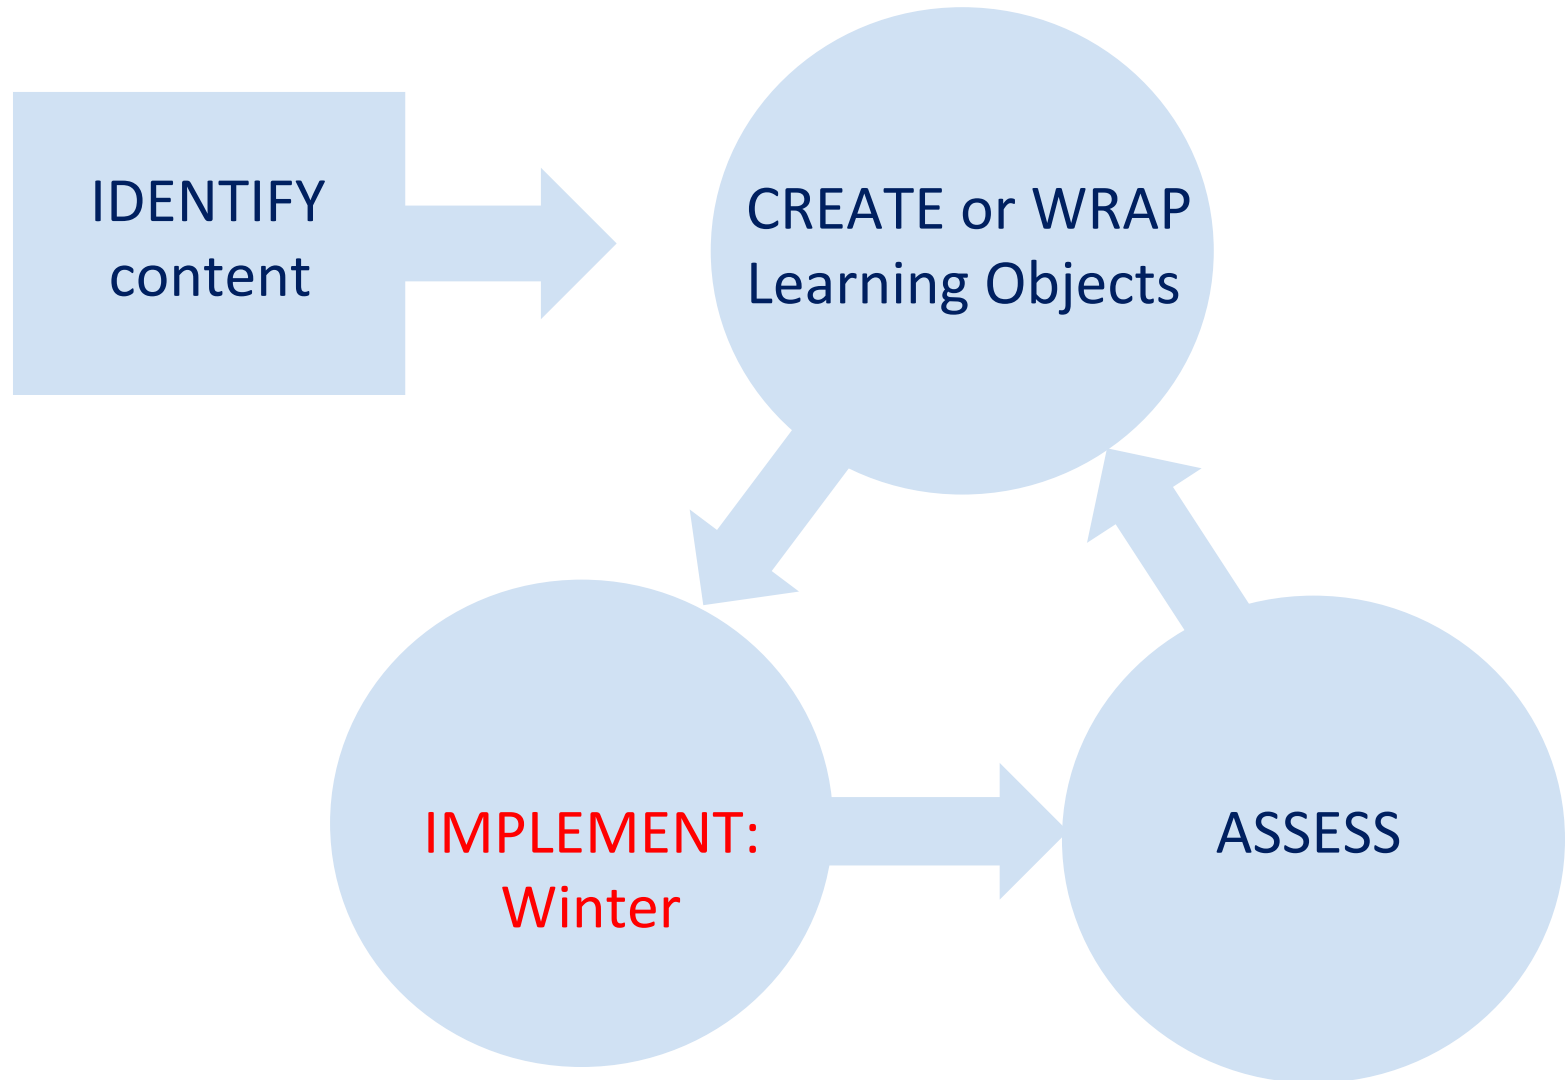 IDENTIFY
content
CREATE or WRAP
Learning Objects
IMPLEMENT:
Winter
ASSESS